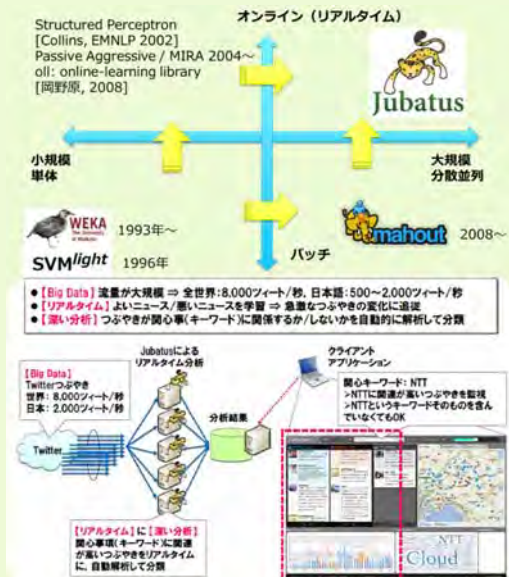 オンライン（リアルタイム）
Structured Perceptron
[Collins, EMNLP 2002]
Passive Aggressive / MIRA 2004～
oll: online-learning library
[岡野原, 2008]
Jubatus
小規模
単体
大規模
分散並列
WEKA
1993年～
SVMlight 1996年
バッチ
mahout
2008～
●【Big Data】流量が大規模 ⇒ 全世界:8,000ツィート/秒, 日本語:500～2,000ツィート/秒
●【リアルタイム】よいニュース/悪いニュースを学習 ⇒ 急激なつぶやきの変化に追従
●【深い分析】つぶやきが関心事(キーワード)に関係するか/しないかを自動的に解析して分類
Jubatusによる
リアルタイム分析
クライアント
アプリケーション
【Big Data】
Twitterつぶやき
世界: 8,000ツィート/秒
日本: 2,000ツィート/秒
Twitter
分析結果
関心キーワード: NTT
>NTTに関連が高いつぶやきを監視
>NTTというキーワードそのものを含ん
でいなくてもOK
【リアルタイム】に【深い分析】
関心事項(キーワード)に関連
が高いつぶやきをリアルタイム
に, 自動解析して分類
NTT
Cloud